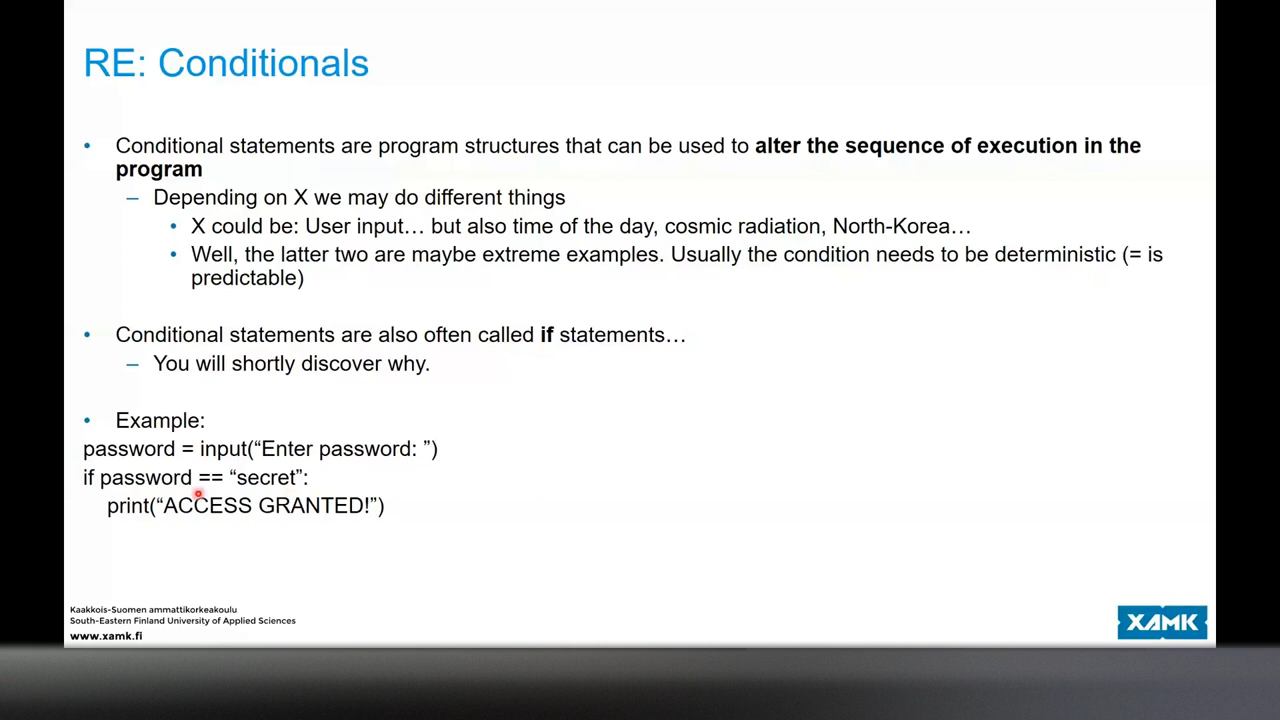 RE: Conditionals
• Conditional statements are program structures that can be used to alter the sequence of execution in the
program
– Depending on X we may do different things
• X could be: User input… but also time of the day, cosmic radiation, North-Korea…
• Well, the latter two are maybe extreme examples. Usually the condition needs to be deterministic (= is
predictable)
• Conditional statements are also often called if statements…
– You will shortly discover why.
• Example:
password = input(“Enter password: ”)
if password == “secret”:
print(“ACCESS GRANTED!”)
Kaakkois-Suomen ammattikorkeakoulu
South-Eastern Finland University of Applied Sciences
www.xamk.fi
XAMK